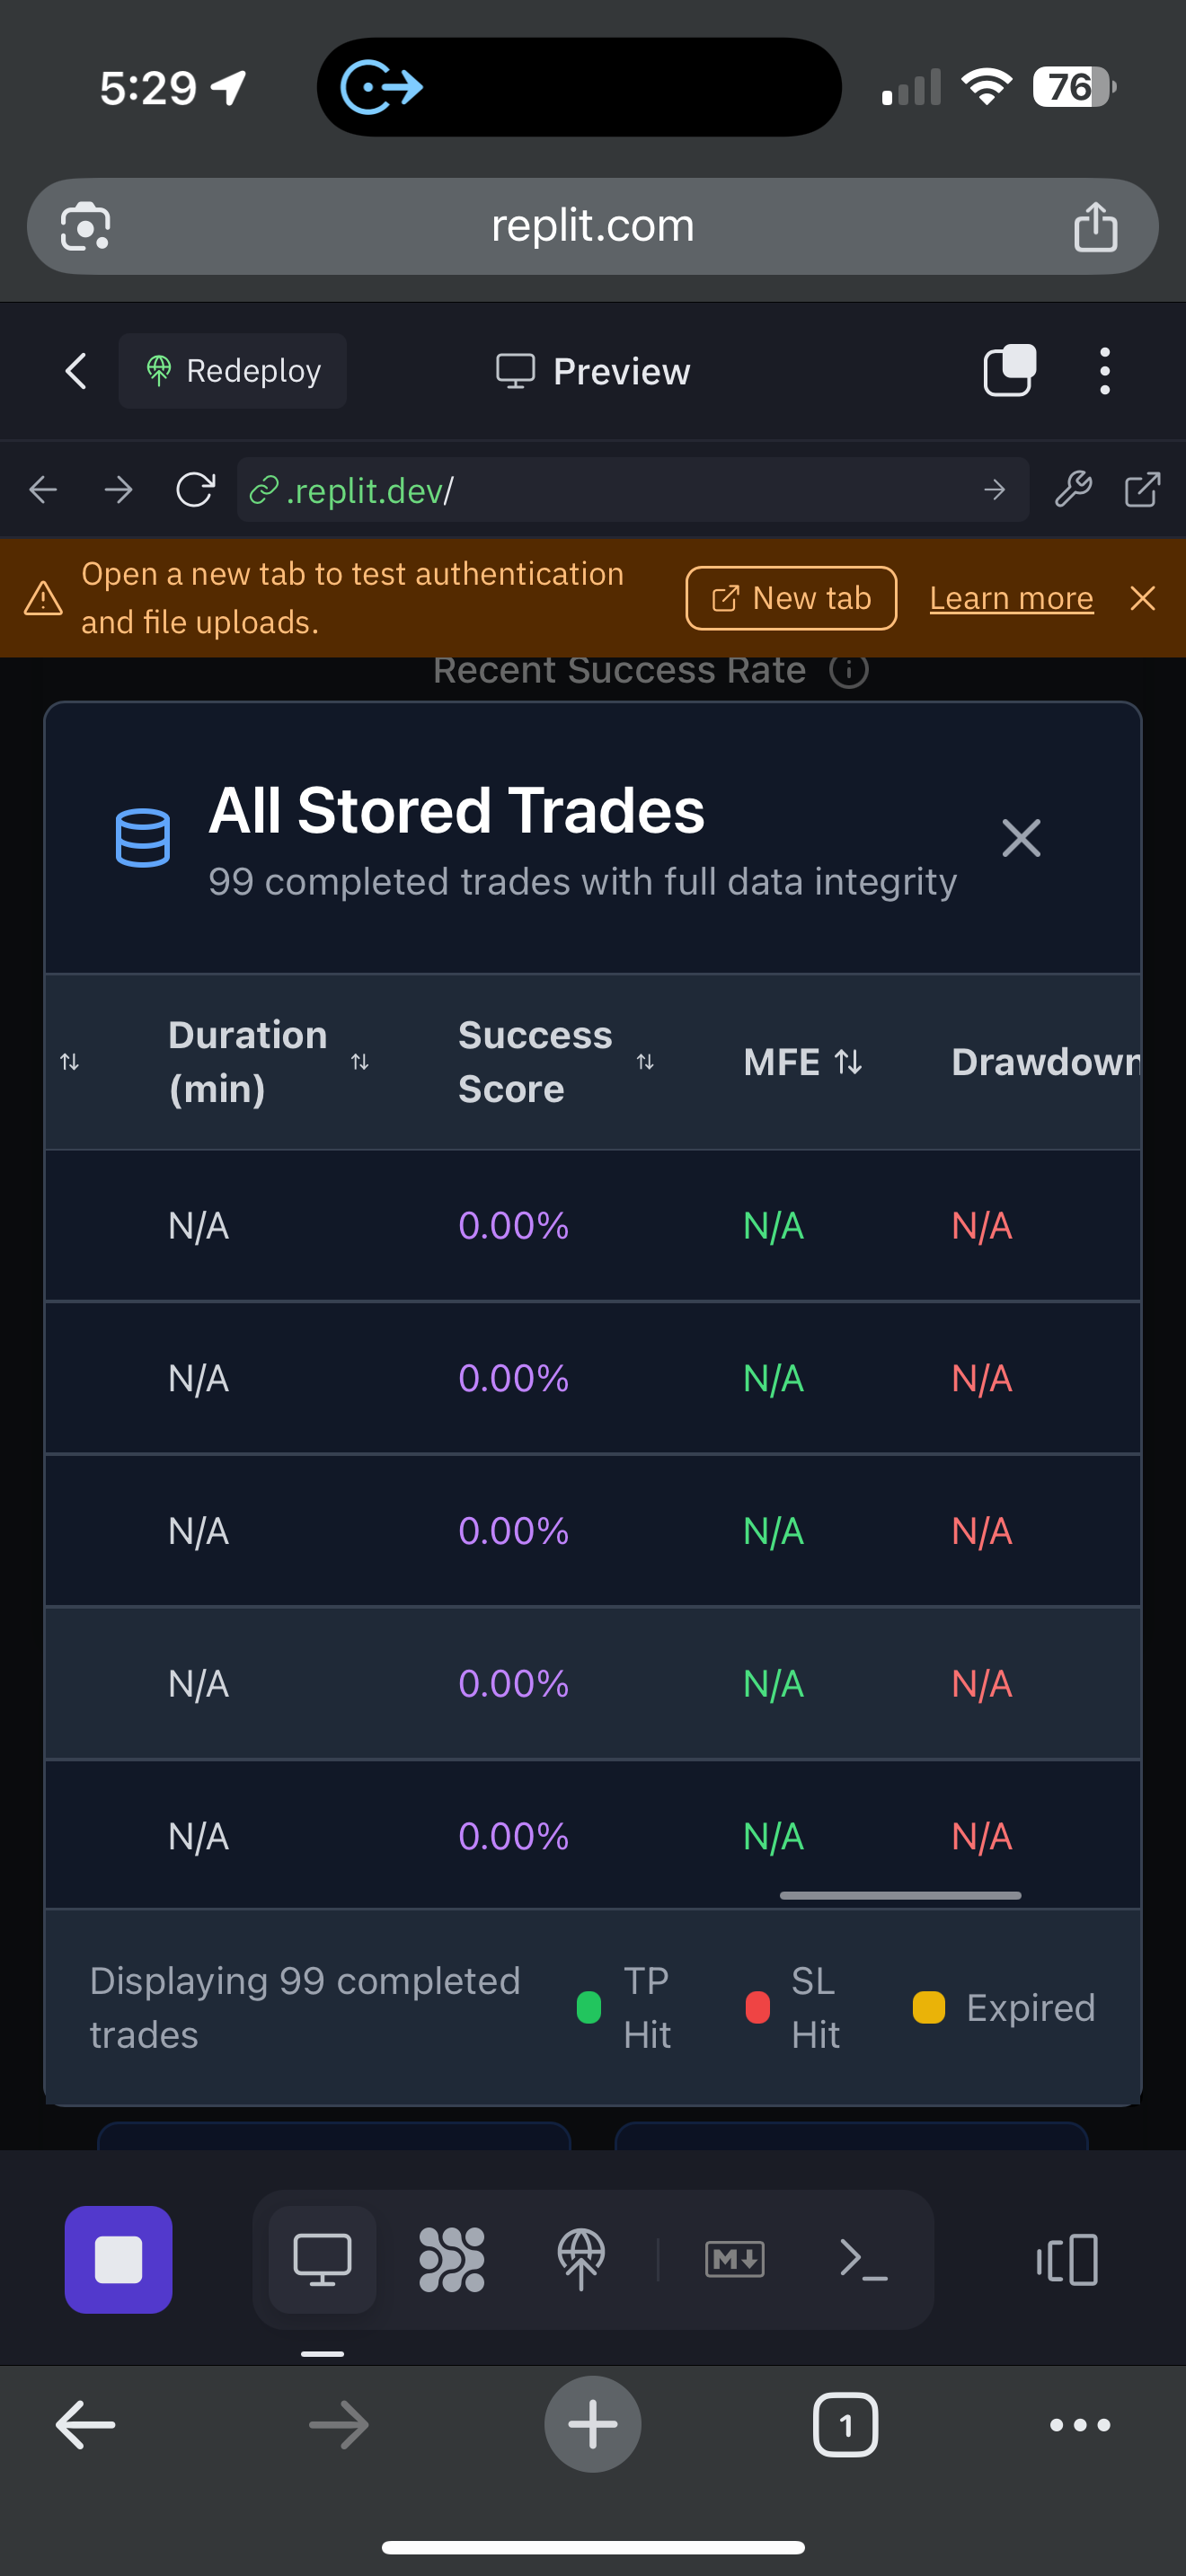 5:29
76
replit.com
Redeploy
Preview
.replit.dev/
Open a new tab to test authentication
and file uploads.
New tab
Learn more
Recent Success Rate
All Stored Trades
99 completed trades with full data integrity
Duration
(min)
Success
Score
MFE
Drawdown
N/A 0.00% N/A N/A
N/A 0.00% N/A N/A
N/A 0.00% N/A N/A
N/A 0.00% N/A N/A
N/A 0.00% N/A N/A
Displaying 99 completed
trades
TP
Hit
SL
Hit
Expired
M
1